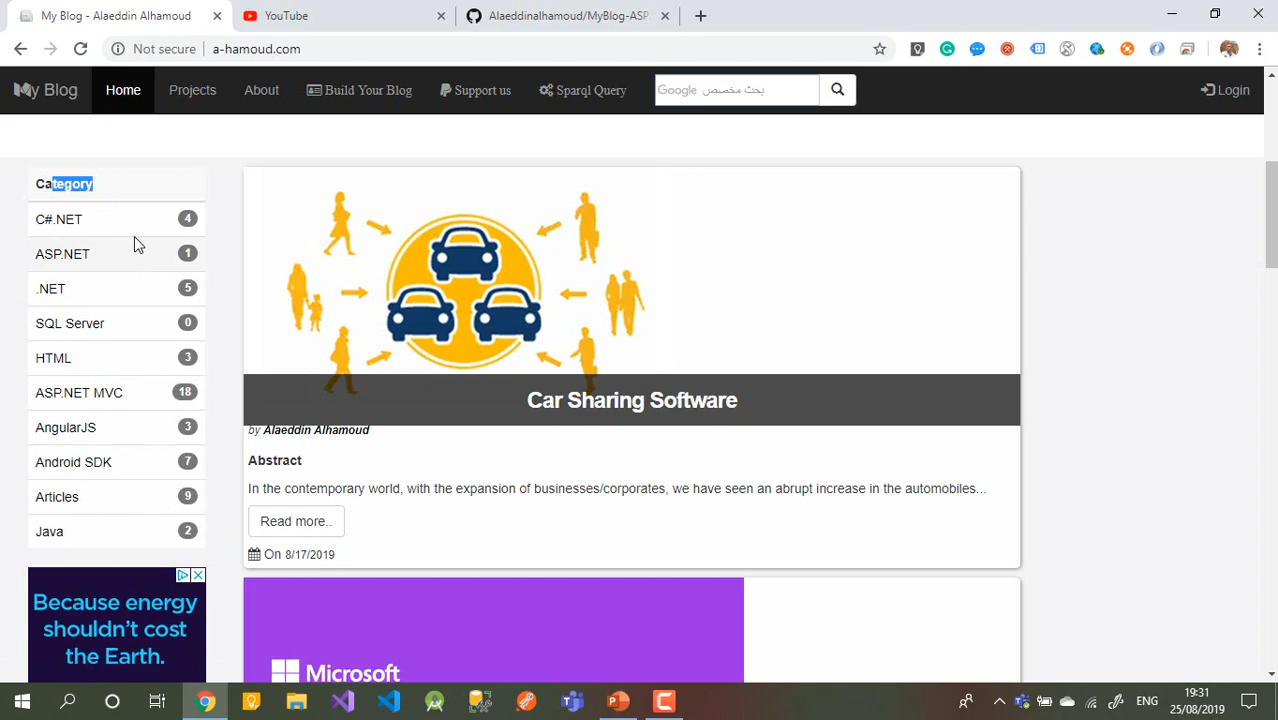 My Blog - Alaeddin Alhamoud
YouTube
Alaeddinalhamoud/MyBlog-ASP
Not secure
a-hamoud.com
My Blog
Home
Projects
About
Build Your Blog
Support us
Sparql Query
Google بحث مخصص
Login
Category
C#.NET 4
ASP.NET 1
.NET 5
SQL Server 0
HTML 3
ASP.NET MVC 18
AngularJS 3
Android SDK 7
Articles 9
Java 2
Because energy
shouldn't cost
the Earth.
Car Sharing Software
by Alaeddin Alhamoud
Abstract
In the contemporary world, with the expansion of businesses/corporates, we have seen an abrupt increase in the automobiles...
Read more..
On 8/17/2019
Microsoft
ENG
19:31
25/08/2019